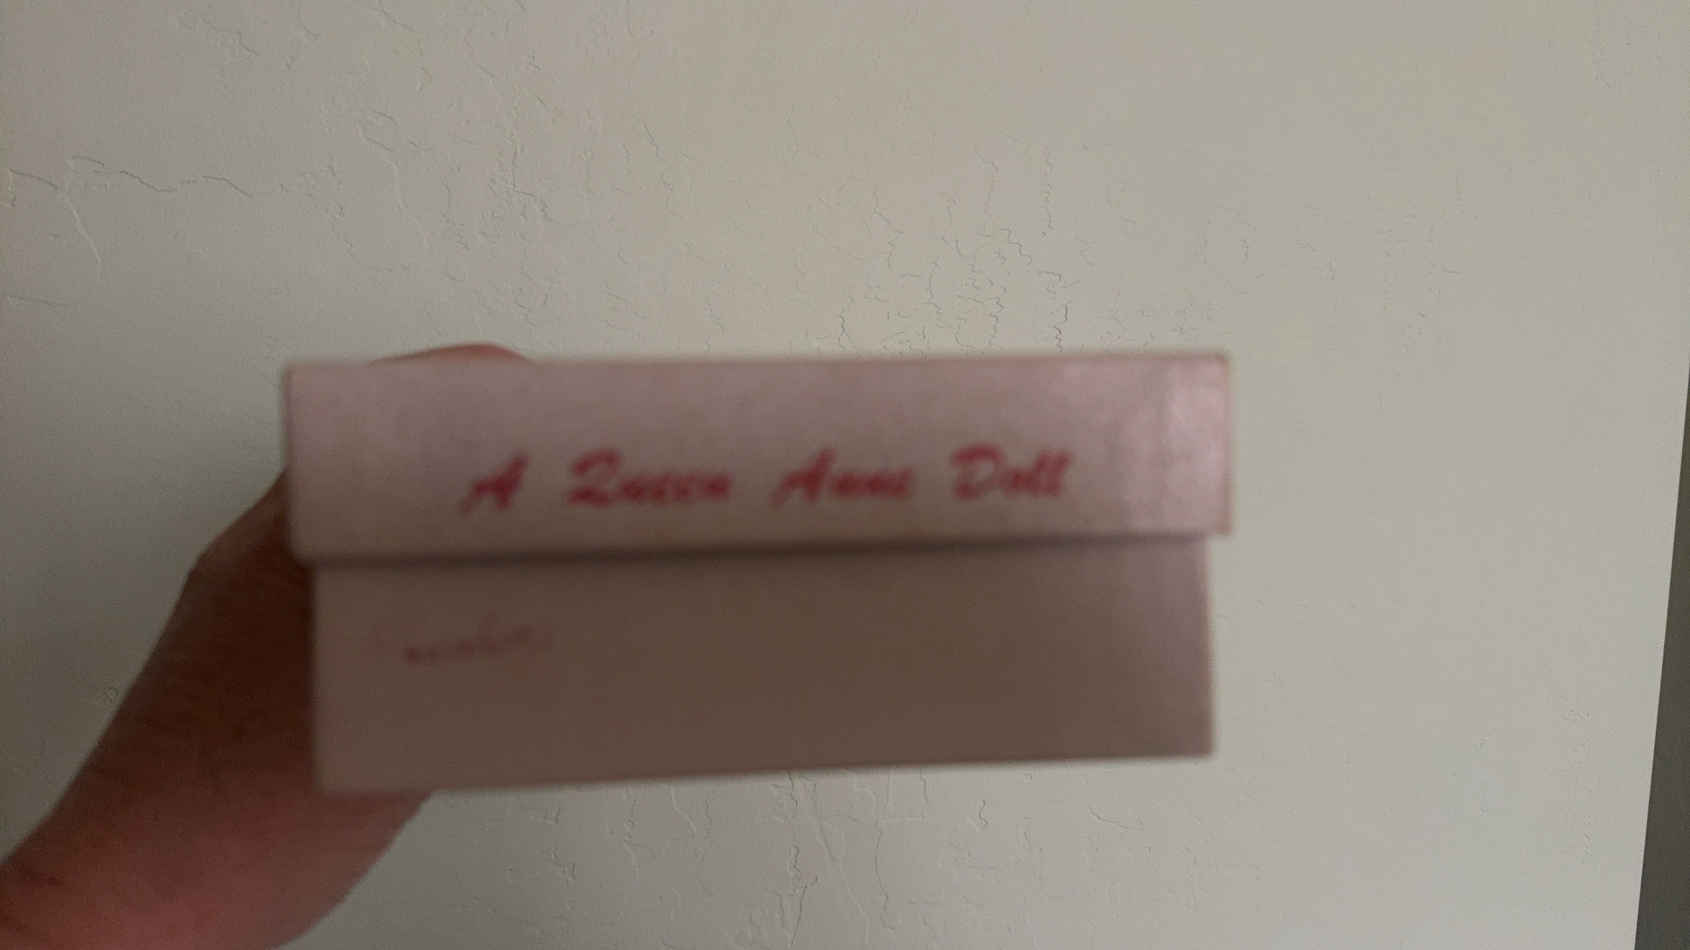 A Queen Anne Doll